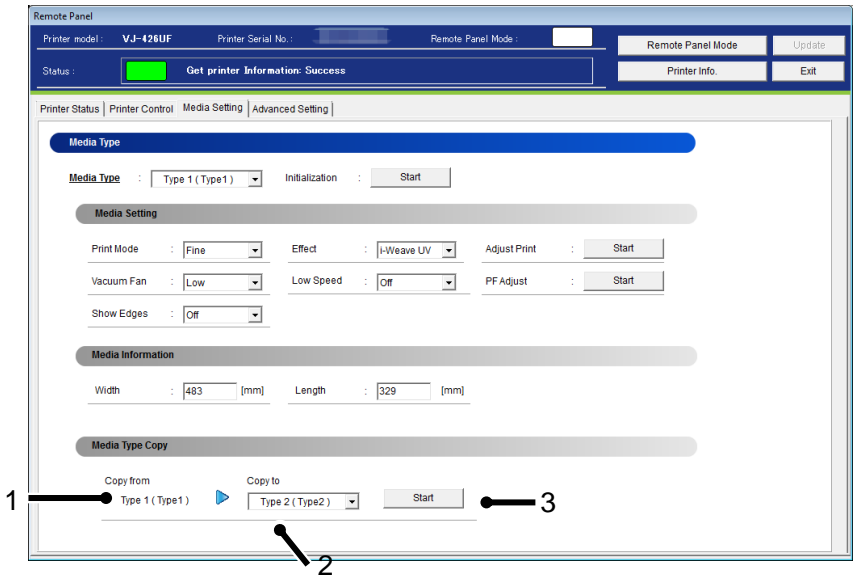 Remote Panel
Printer model : VJ-426UF Printer Serial No. : Remote Panel Mode : Remote Panel Mode Update
Status : Get printer Information: Success Printer Info. Exit
Printer Status Printer Control Media Setting Advanced Setting
Media Type
Media Type : Type 1 ( Type1 ) Initialization : Start
Media Setting
Print Mode : Fine Effect : i-Weave UV Adjust Print : Start
Vacuum Fan : Low Low Speed : Off PF Adjust : Start
Show Edges : Off
Media Information
Width : 483 [mm] Length : 329 [mm]
Media Type Copy
Copy from Copy to
1 Type 1 ( Type1 ) Type 2 ( Type2 ) Start 3
2